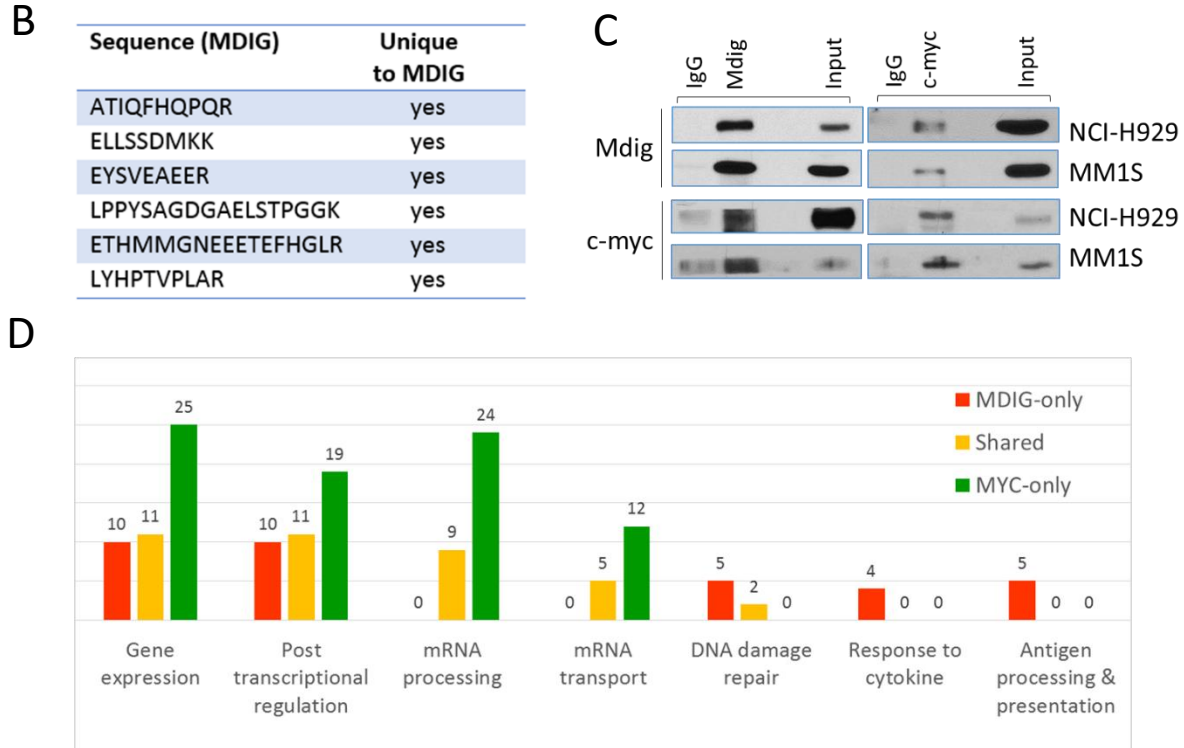 B
Sequence (MDIG) Unique
to MDIG
ATIQFHQPQR yes
ELLSSDMKK yes
EYSVEAEER yes
LPPYSAGDGAELSTPGGK yes
ETHMMGNEEETEFHGLR yes
LYHPTVPLAR yes
C
IgG Mdig Input IgG c-myc Input
Mdig
NCI-H929
MM1S
c-myc
NCI-H929
MM1S
D
MDIG-only
Shared
MYC-only
10 11 25
10 11 19
0 9 24
0 5 12
5 2 0
4 0 0
5 0 0
Gene
expression
Post
transcriptional
regulation
mRNA
processing
mRNA
transport
DNA damage
repair
Response to
cytokine
Antigen
processing &
presentation